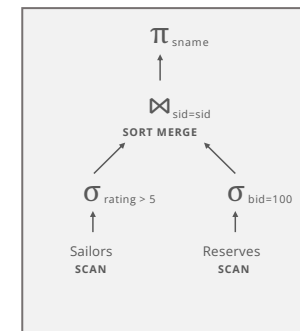 π sname
⋈ sid=sid
SORT MERGE
σ rating > 5
σ bid=100
Sailors
SCAN
Reserves
SCAN